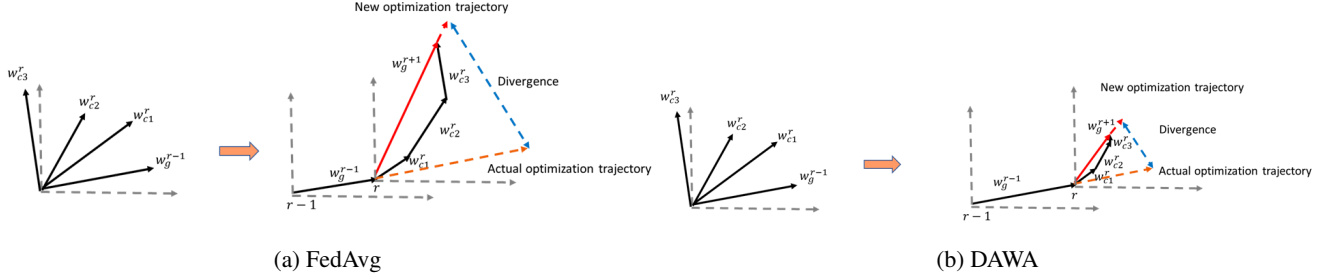 New optimization trajectory
$w_g^{r+1}$
$w_{c3}^r$
$w_{c3}^r$
$w_{c2}^r$
$w_{c1}^r$
Divergence
$w_{c2}^r$
$w_g^{r-1}$
$w_{c1}^r$
$w_g^{r-1}$
Actual optimization trajectory
r
r − 1
(a) FedAvg
New optimization trajectory
$w_{c3}^r$
$w_{c2}^r$
$w_{c1}^r$
$w_g^{r+1}$
Divergence
$w_{c3}^r$
$w_{c2}^r$
$w_g^{r-1}$
$w_g^{r-1}$
$w_{c1}^r$
Actual optimization trajectory
r
r − 1
(b) DAWA